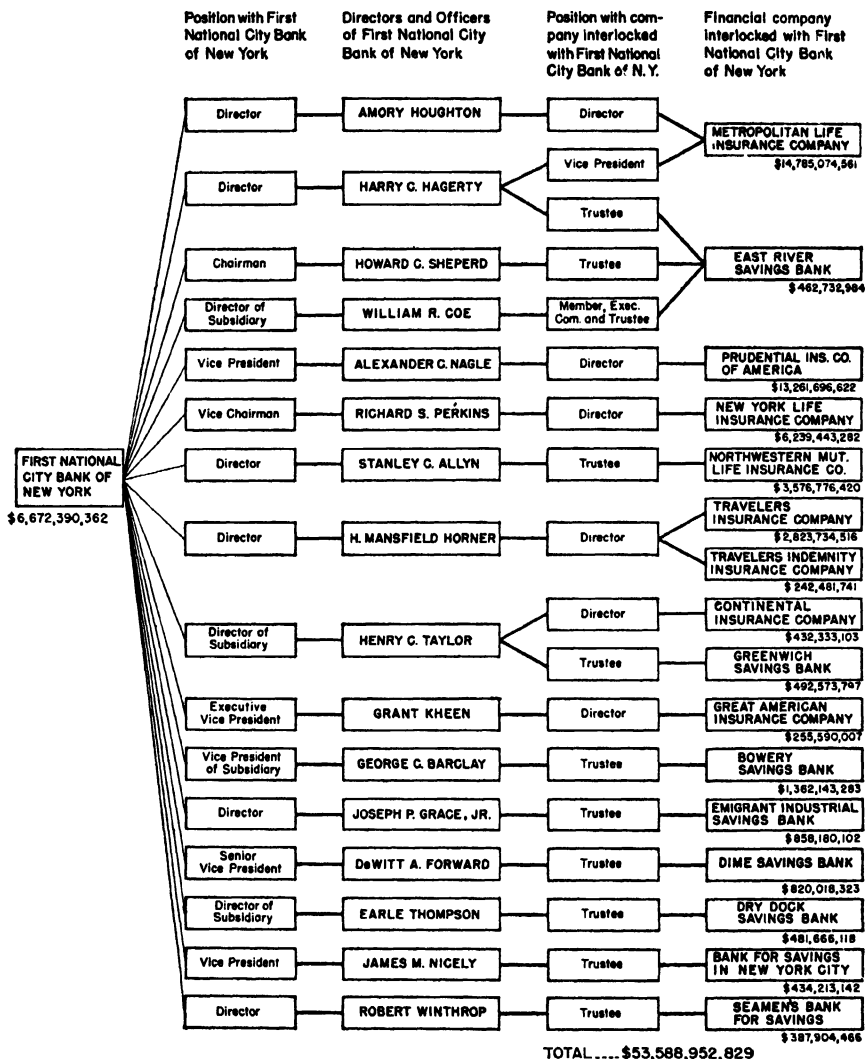 Position with First
National City Bank
of New York
Directors and Officers
of First National City
Bank of New York
Position with com-
pany interlocked
with First National
City Bank of N.Y.
Financial company
interlocked with First
National City Bank
of New York
FIRST NATIONAL
CITY BANK OF
NEW YORK
$6,672,390,362
Director
AMORY HOUGHTON
Director
METROPOLITAN LIFE
INSURANCE COMPANY
$14,785,074,561
Director
HARRY C. HAGERTY
Vice President
Trustee
Chairman
HOWARD C. SHEPERD
Trustee
EAST RIVER
SAVINGS BANK
$462,732,984
Director of
Subsidiary
WILLIAM R. COE
Member, Exec.
Com. and Trustee
Vice President
ALEXANDER C. NAGLE
Director
PRUDENTIAL INS. CO.
OF AMERICA
$13,261,696,622
Vice Chairman
RICHARD S. PERKINS
Director
NEW YORK LIFE
INSURANCE COMPANY
$6,239,443,282
Director
STANLEY C. ALLYN
Trustee
NORTHWESTERN MUT.
LIFE INSURANCE CO.
$3,576,776,420
Director
H. MANSFIELD HORNER
Director
TRAVELERS
INSURANCE COMPANY
$2,823,734,516
TRAVELERS INDEMNITY
INSURANCE COMPANY
$242,481,741
Director of
Subsidiary
HENRY C. TAYLOR
Director
CONTINENTAL
INSURANCE COMPANY
$432,333,103
Trustee
GREENWICH
SAVINGS BANK
$492,573,797
Executive
Vice President
GRANT KHEEN
Director
GREAT AMERICAN
INSURANCE COMPANY
$255,590,007
Vice President
of Subsidiary
GEORGE C. BARCLAY
Trustee
BOWERY
SAVINGS BANK
$1,362,143,283
Director
JOSEPH P. GRACE, JR.
Trustee
EMIGRANT INDUSTRIAL
SAVINGS BANK
$858,180,102
Senior
Vice President
DeWITT A. FORWARD
Trustee
DIME SAVINGS BANK
$820,018,323
Director of
Subsidiary
EARLE THOMPSON
Trustee
DRY DOCK
SAVINGS BANK
$481,666,118
Vice President
JAMES M. NICELY
Trustee
BANK FOR SAVINGS
IN NEW YORK CITY
$434,213,142
Director
ROBERT WINTHROP
Trustee
SEAMEN'S BANK
FOR SAVINGS
$387,904,466
TOTAL .... $53,588,952,829